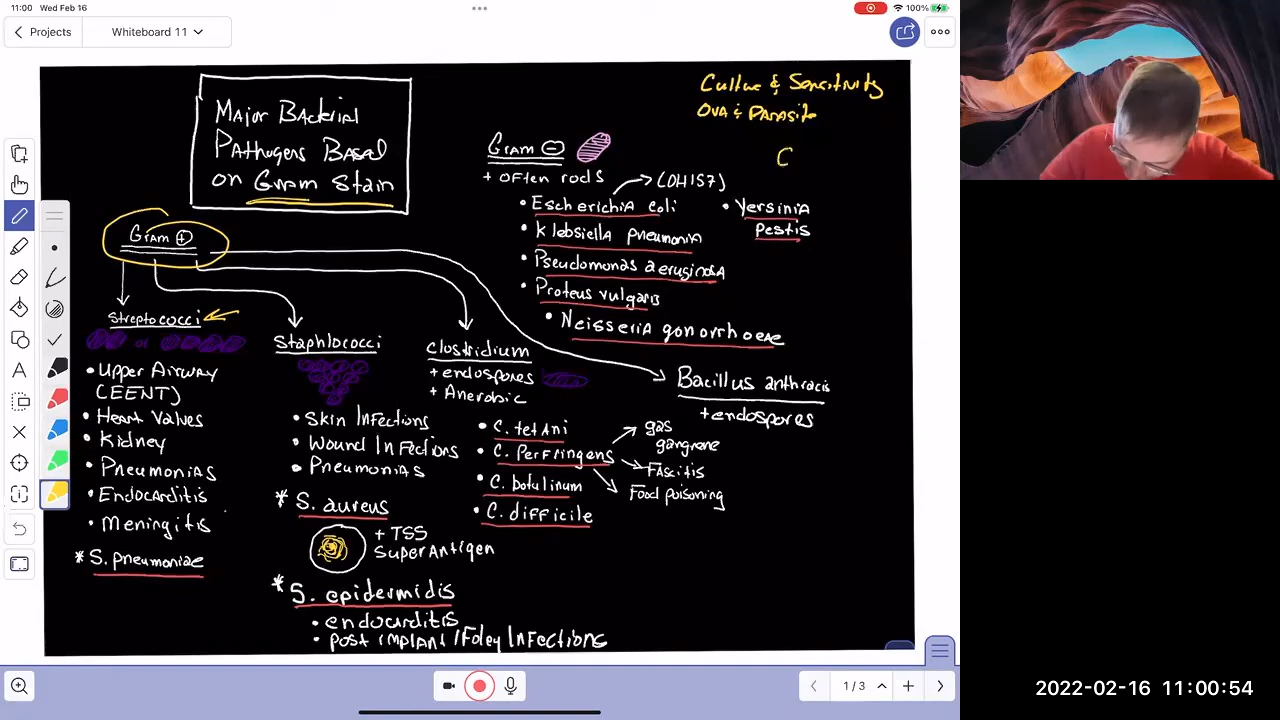 11:00 Wed Feb 16
100%
Projects
Whiteboard 11
Culture & Sensitivity
OVA & Parasite
C
Major Bacterial
Pathogens Based
on Gram Stain
Gram ⊖
+ Often rods
(OH157)
• Escherichia coli
• Klebsiella pneumonia
• Pseudomonas aeruginosa
• Proteus vulgaris
• Neisseria gonorrhoeae
• Yersinia
pestis
Gram ⊕
Streptococci
or
• Upper Airway
(EENT)
• Heart Valves
• Kidney
• Pneumonias
• Endocarditis
• Meningitis
* S. pneumoniae
Staphlococci
• Skin Infections
• Wound Infections
• Pneumonias
* S. aureus
+ TSS
SuperAntigen
* S. epidermidis
• endocarditis
• post implant/Foley Infections
Clostridium
+ endospores
+ Anerobic
• C. tetani
• C. Perfringens
• C. botulinum
• C. difficile
gas
gangrene
Fascitis
Food poisoning
Bacillus anthracis
+ endospores
A
1/3
2022-02-16 11:00:54